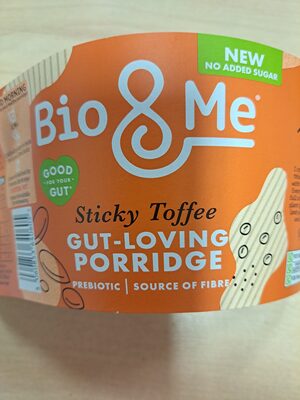 NEW
NO ADDED SUGAR
MORNING
Bio & Me
GOOD
FOR YOUR
GUT
Sticky Toffee
GUT-LOVING
PORRIDGE
PREBIOTIC | SOURCE OF FIBRE